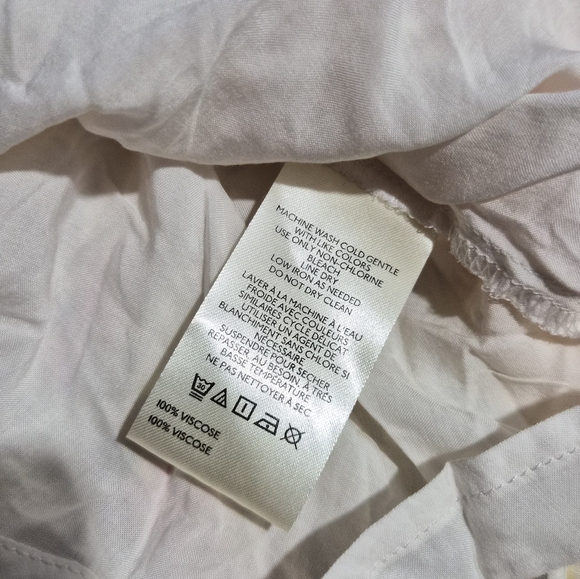 MACHINE WASH COLD GENTLE
WITH LIKE COLORS
USE ONLY NON-CHLORINE
BLEACH
LINE DRY
LOW IRON AS NEEDED
DO NOT DRY CLEAN
LAVER À LA MACHINE À L'EAU
FROIDE AVEC COULEURS
SIMILAIRES CYCLE DÉLICAT
UTILISER UN AGENT DE
BLANCHIMENT SANS CHLORE SI
NÉCESSAIRE
SUSPENDRE POUR SÉCHER
REPASSER, AU BESOIN, À TRÉS
BASSE TEMPÉRATURE
NE PAS NETTOYER À SEC
30
100% VISCOSE
100% VISCOSE